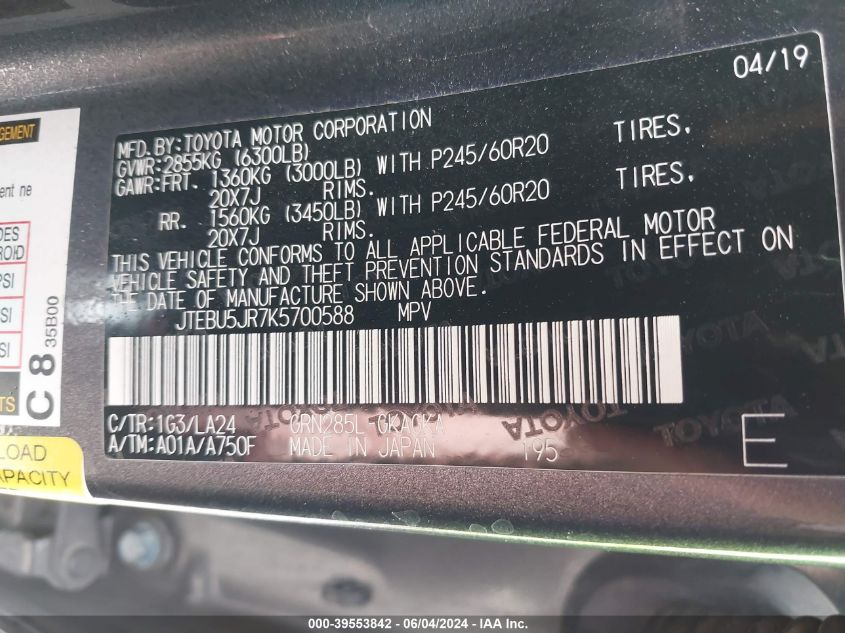 04/19
MFD.BY:TOYOTA MOTOR CORPORATION
GVWR:2855KG (6300LB)
GAWR:FRT. 1360KG (3000LB) WITH P245/60R20 TIRES,
20X7J RIMS.
RR. 1560KG (3450LB) WITH P245/60R20 TIRES,
20X7J RIMS.
THIS VEHICLE CONFORMS TO ALL APPLICABLE FEDERAL MOTOR
VEHICLE SAFETY AND THEFT PREVENTION STANDARDS IN EFFECT ON
THE DATE OF MANUFACTURE SHOWN ABOVE.
JTEBU5JR7K5700588 MPV
C/TR:1G3/LA24 GRN285L GKAGKA
A/TM:A01A/A750F MADE IN JAPAN 195
E
TOYOTA
TOYOTA
C 8 35B00
LOAD
000-39553842 / 06/04/2024 - IAA Inc.